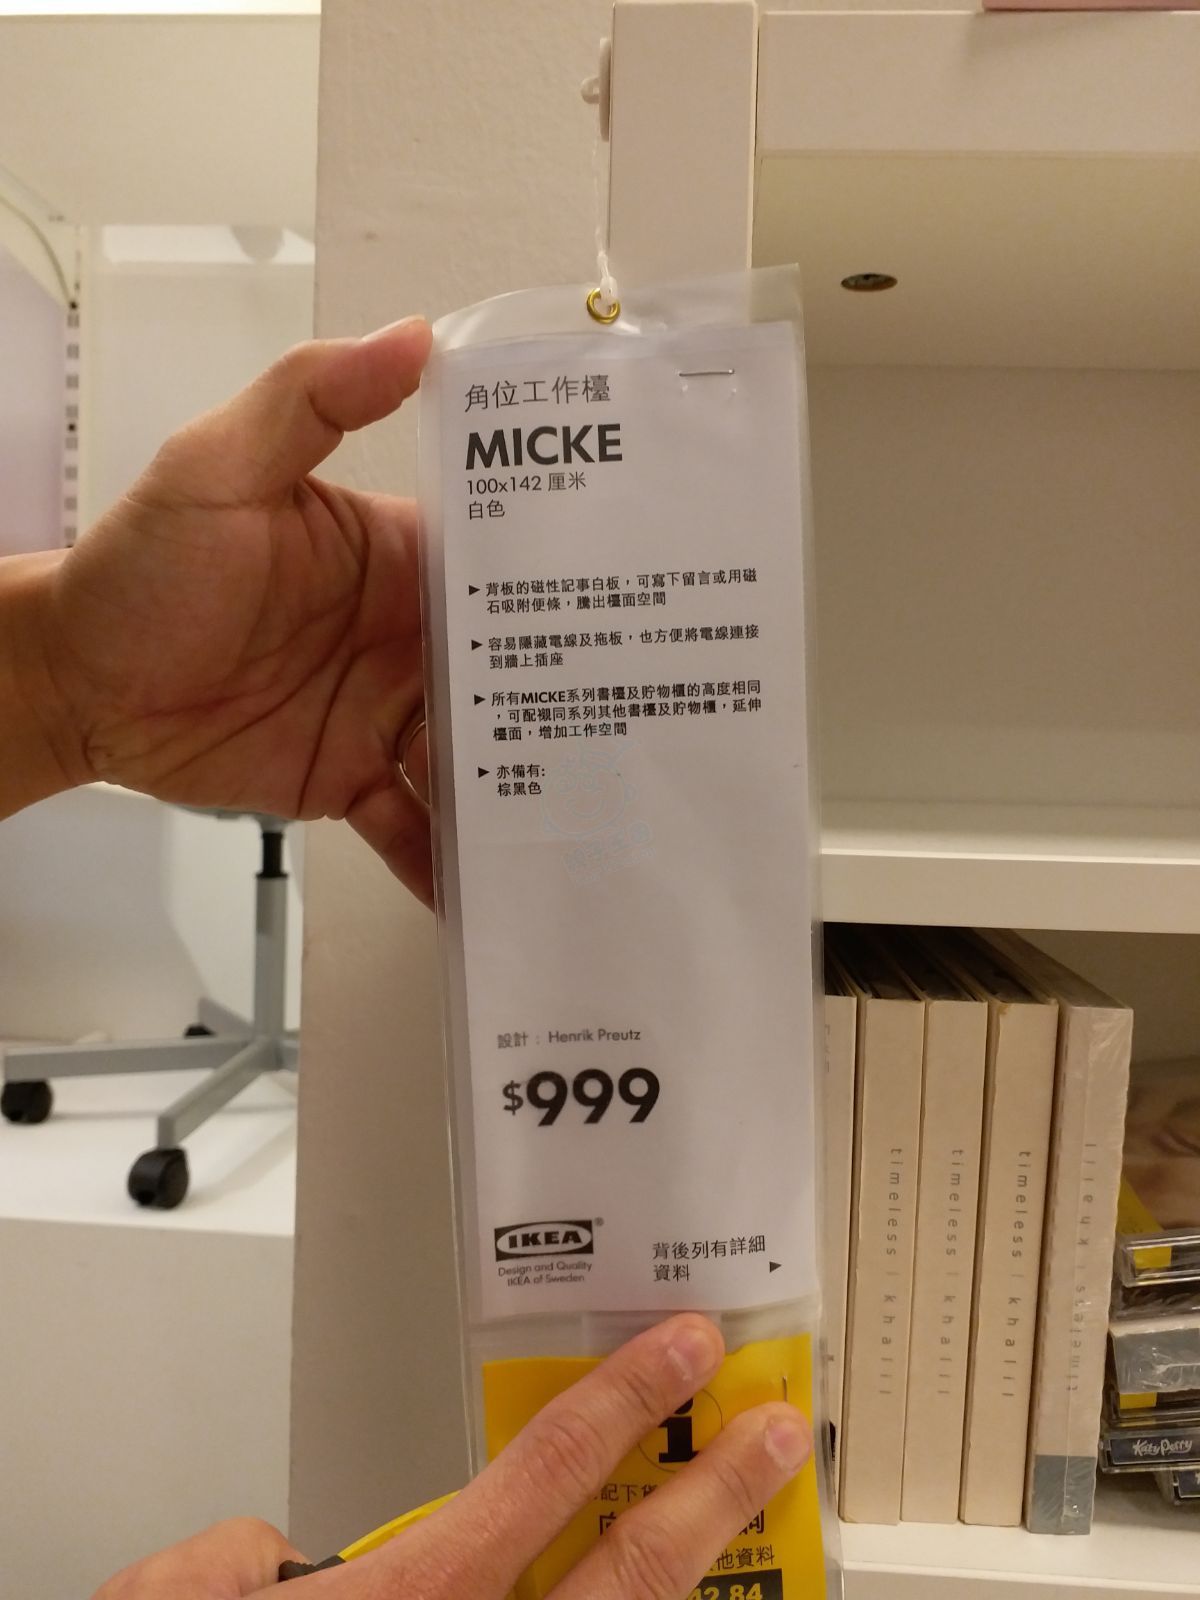 角位工作檯
MICKE
100x142 厘米
白色
▶ 背板的磁性記事白板，可寫下留言或用磁
石吸附便條，騰出檯面空間
▶ 容易隱藏電線及拖板，也方便將電線連接
到牆上插座
▶ 所有MICKE系列書檯及貯物櫃的高度相同
，可配襯同系列其他書檯及貯物櫃，延伸
檯面，增加工作空間
▶ 亦備有:
棕黑色
設計： Henrik Preutz
$999
IKEA®
Design and Quality
IKEA of Sweden
背後列有詳細
資料 ▶
i
記下
他資料
42.84
timeless / khalil
timeless / khalil
timeless / khalil
timeless / khalil
Katy Perry